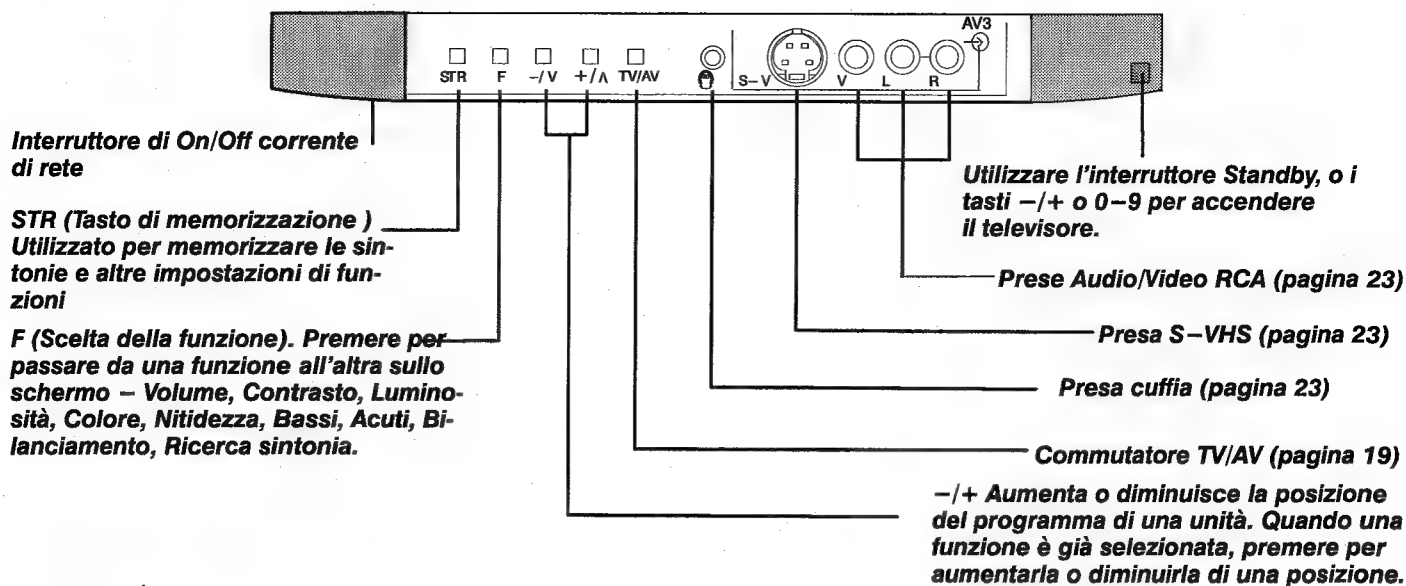 AV3
STR F −/V +/Λ TV/AV S−V V L R
Interruttore di On/Off corrente
di rete
STR (Tasto di memorizzazione )
Utilizzato per memorizzare le sin-
tonie e altre impostazioni di fun-
zioni
F (Scelta della funzione). Premere per
passare da una funzione all'altra sullo
schermo − Volume, Contrasto, Lumino-
sità, Colore, Nitidezza, Bassi, Acuti, Bi-
lanciamento, Ricerca sintonia.
Utilizzare l'interruttore Standby, o i
tasti −/+ o 0−9 per accendere
il televisore.
Prese Audio/Video RCA (pagina 23)
Presa S−VHS (pagina 23)
Presa cuffia (pagina 23)
Commutatore TV/AV (pagina 19)
−/+ Aumenta o diminuisce la posizione
del programma di una unità. Quando una
funzione è già selezionata, premere per
aumentarla o diminuirla di una posizione.